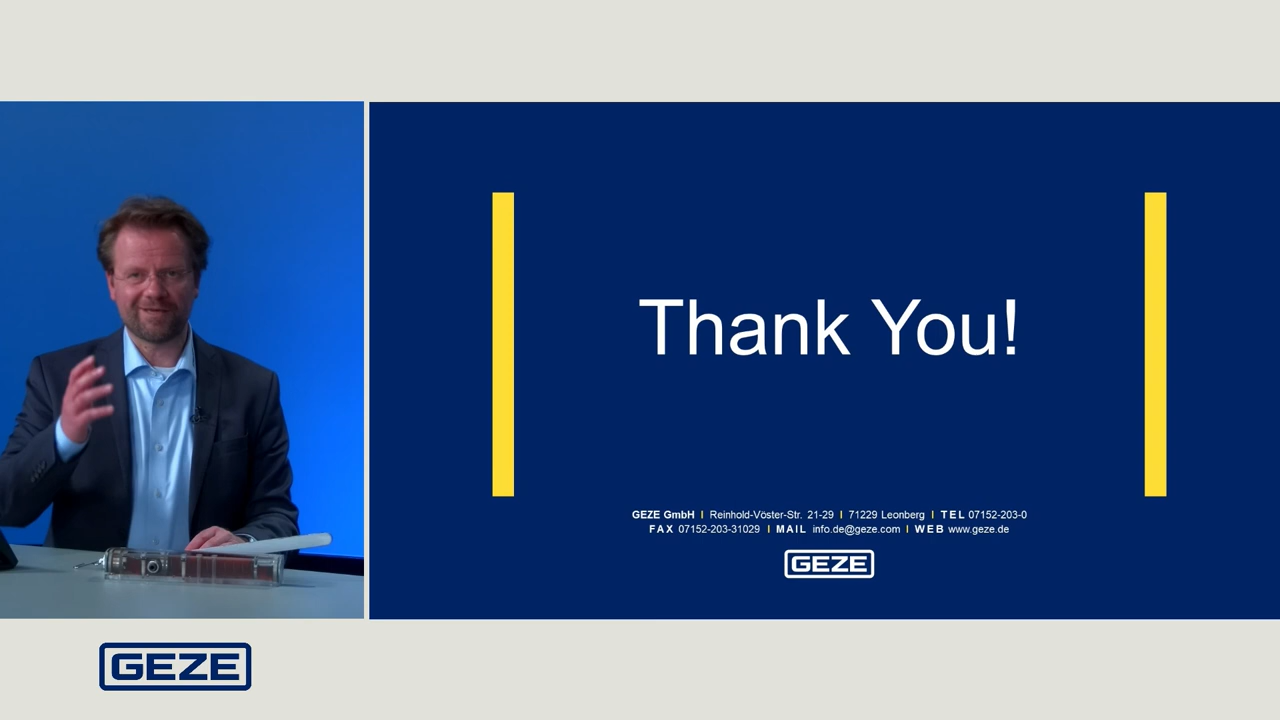 Thank You!
GEZE GmbH I Reinhold-Vöster-Str. 21-29 I 71229 Leonberg I TEL 07152-203-0
FAX 07152-203-31029 I MAIL info.de@geze.com I WEB www.geze.de
GEZE
GEZE